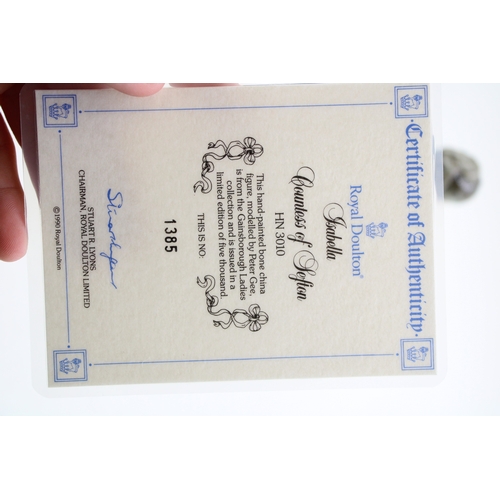 Certificate of Authenticity
Royal Doulton®
Isabella
Countess of Sefton
HN 3010
This hand-painted bone china
figure, modelled by Peter Gee,
is from the Gainsborough Ladies
collection and is issued in a
limited edition of five thousand.
THIS IS NO:
1385
STUART R. LYONS
CHAIRMAN, ROYAL DOULTON LIMITED
©1990 Royal Doulton